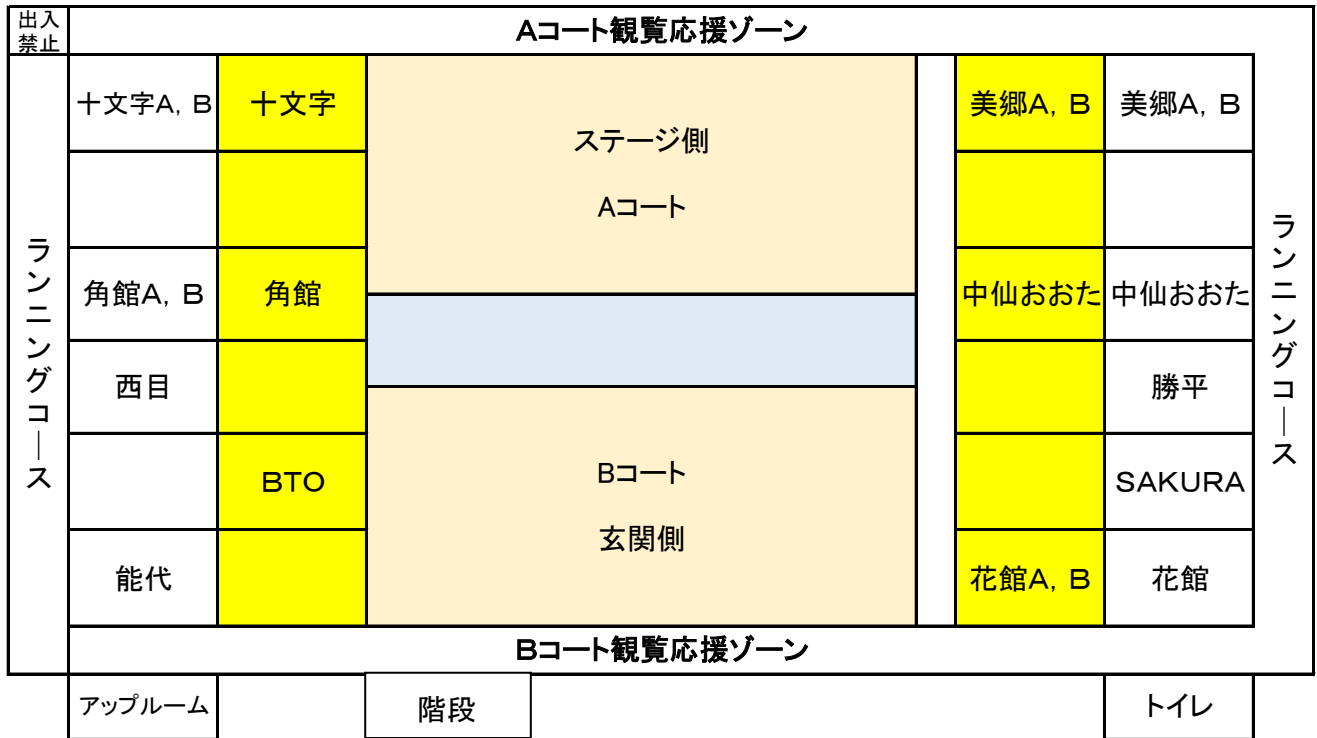 出入
禁止
Aコート観覧応援ゾーン
十文字A，B
十文字
ステージ側
Aコート
美郷A，B
美郷A，B
ランニングコース
角館A，B
角館
中仙おおた
中仙おおた
ランニングコース
西目
勝平
BTO
Bコート
玄関側
SAKURA
能代
花館A，B
花館
Bコート観覧応援ゾーン
アップルーム
階段
トイレ